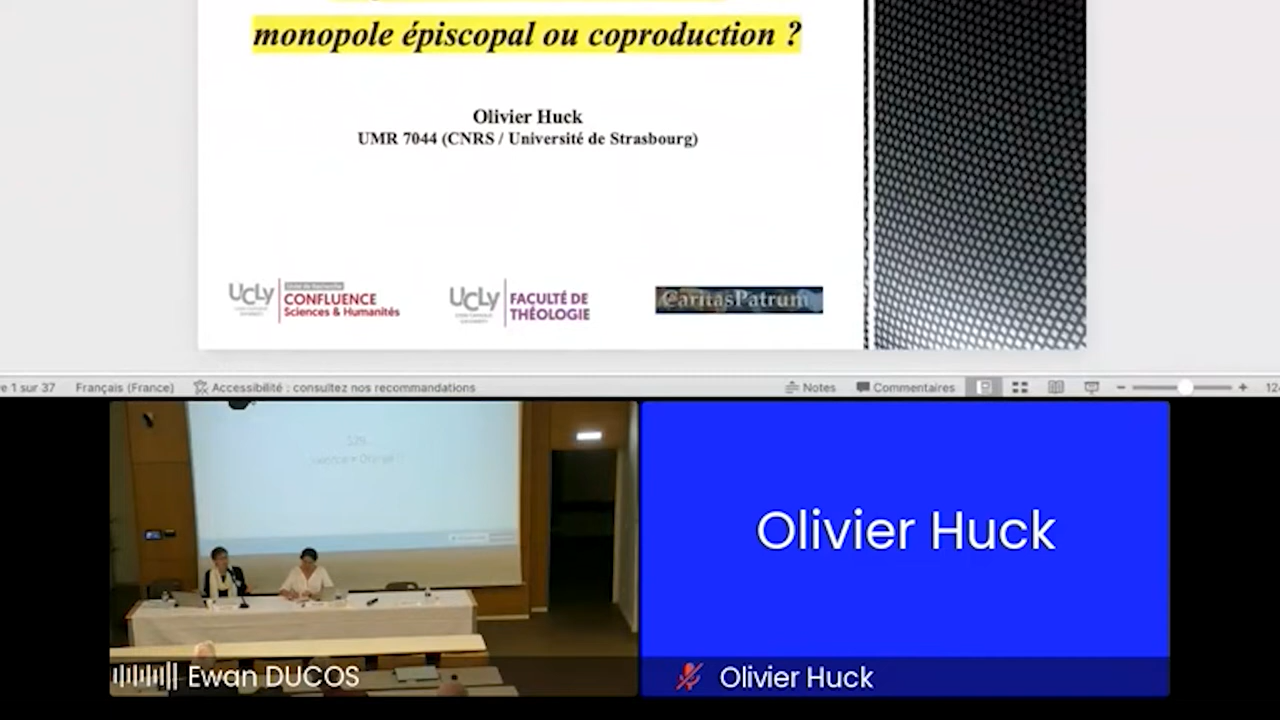 monopole épiscopal ou coproduction ?
Olivier Huck
UMR 7044 (CNRS / Université de Strasbourg)
UCLy
CONFLUENCE
Sciences & Humanités
UCLy
FACULTÉ DE
THÉOLOGIE
CaritasPatrum
1 sur 37 Français (France) Accessibilité : consultez nos recommandations Notes Commentaires
529
Olivier Huck
Ewan DUCOS
Olivier Huck